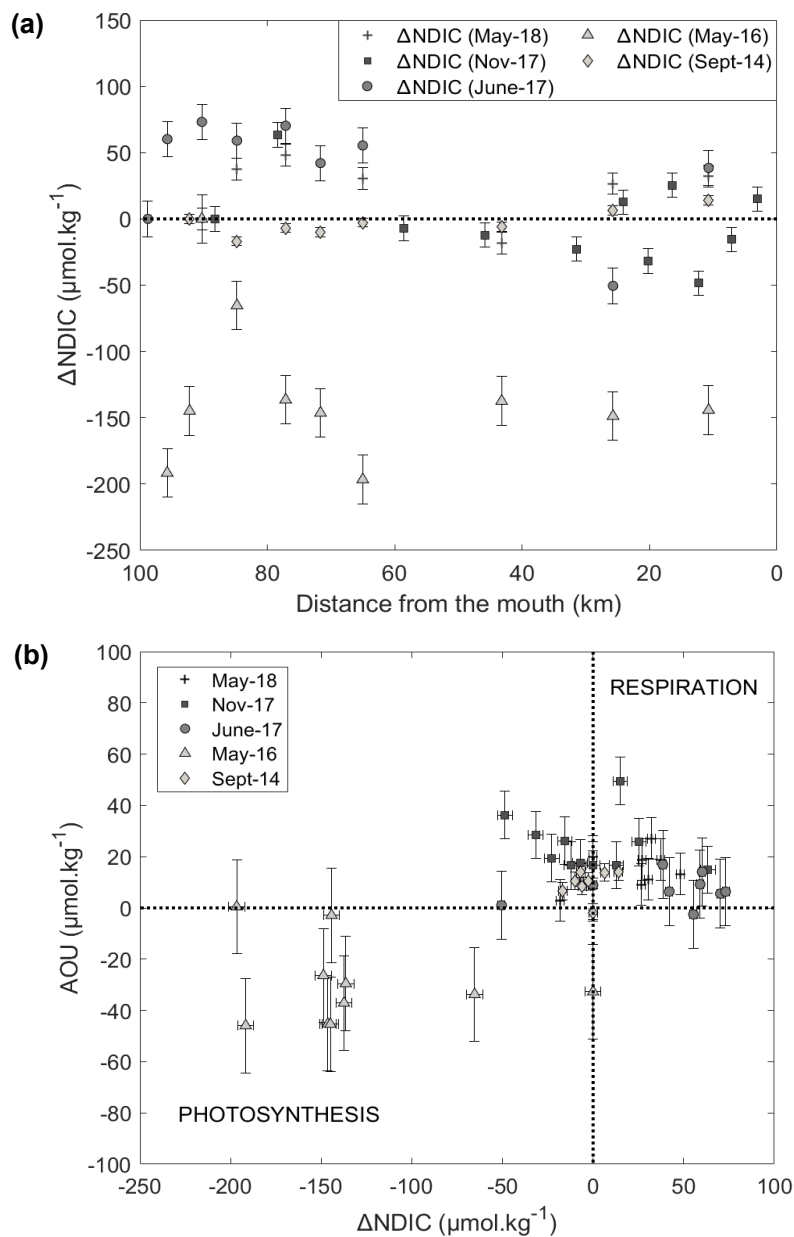 (a)
150
100
50
0
-50
-100
-150
-200
-250
ΔNDIC (μmol.kg-1)
ΔNDIC (May-18)
ΔNDIC (Nov-17)
ΔNDIC (June-17)
ΔNDIC (May-16)
ΔNDIC (Sept-14)
100 80 60 40 20 0
Distance from the mouth (km)
(b)
100
80
60
40
20
0
-20
-40
-60
-80
-100
AOU (μmol.kg-1)
May-18
Nov-17
June-17
May-16
Sept-14
RESPIRATION
PHOTOSYNTHESIS
-250 -200 -150 -100 -50 0 50 100
ΔNDIC (μmol.kg-1)